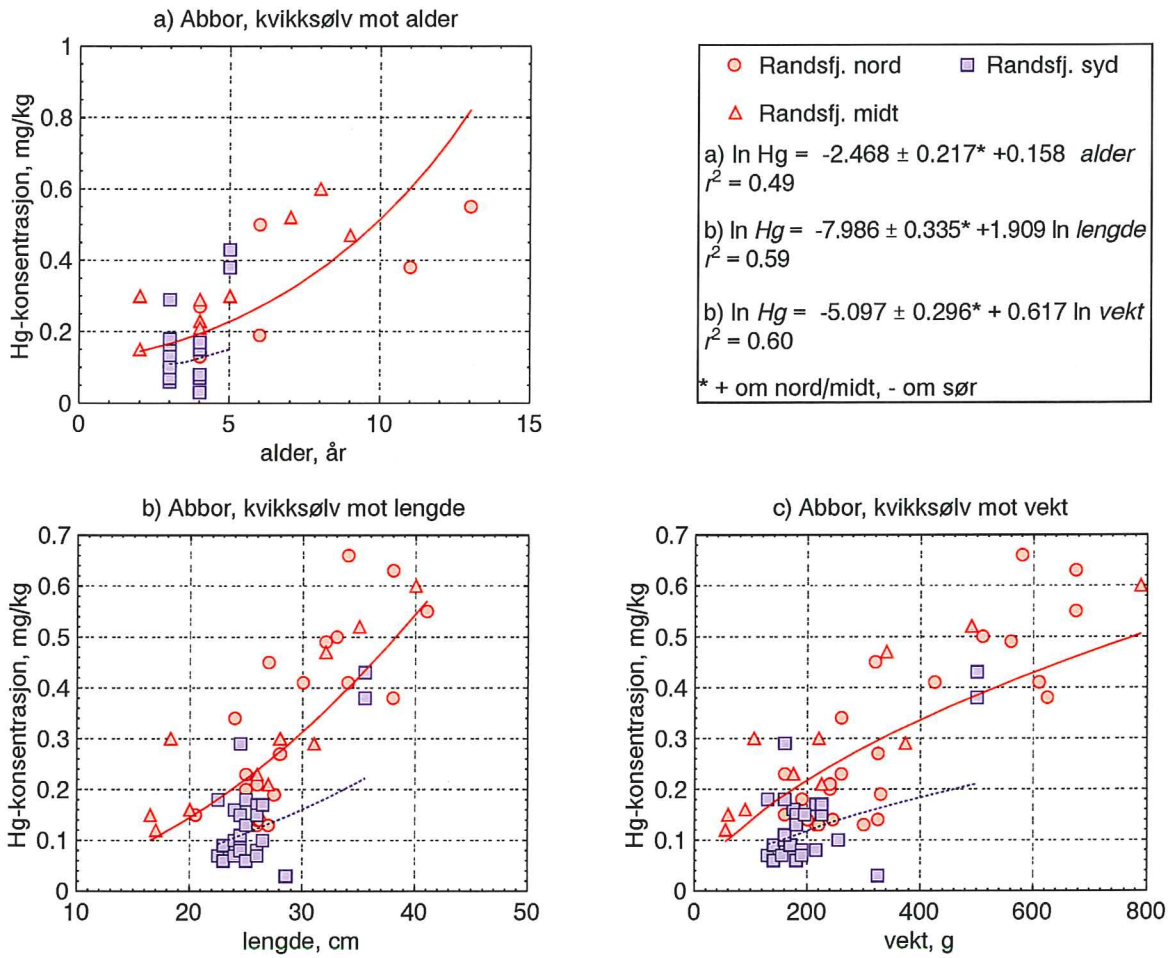 a) Abbor, kvikksølv mot alder
1
0.8
0.6
0.4
0.2
0
Hg-konsentrasjon, mg/kg
0 5 10 15
alder, år
Randsfj. nord Randsfj. syd
Randsfj. midt
a) ln Hg = -2.468 ± 0.217* +0.158 alder
r² = 0.49
b) ln Hg = -7.986 ± 0.335* +1.909 ln lengde
r² = 0.59
b) ln Hg = -5.097 ± 0.296* + 0.617 ln vekt
r² = 0.60
* + om nord/midt, - om sør
b) Abbor, kvikksølv mot lengde
0.7
0.6
0.5
0.4
0.3
0.2
0.1
0
Hg-konsentrasjon, mg/kg
10 20 30 40 50
lengde, cm
c) Abbor, kvikksølv mot vekt
0.7
0.6
0.5
0.4
0.3
0.2
0.1
0
Hg-konsentrasjon, mg/kg
0 200 400 600 800
vekt, g